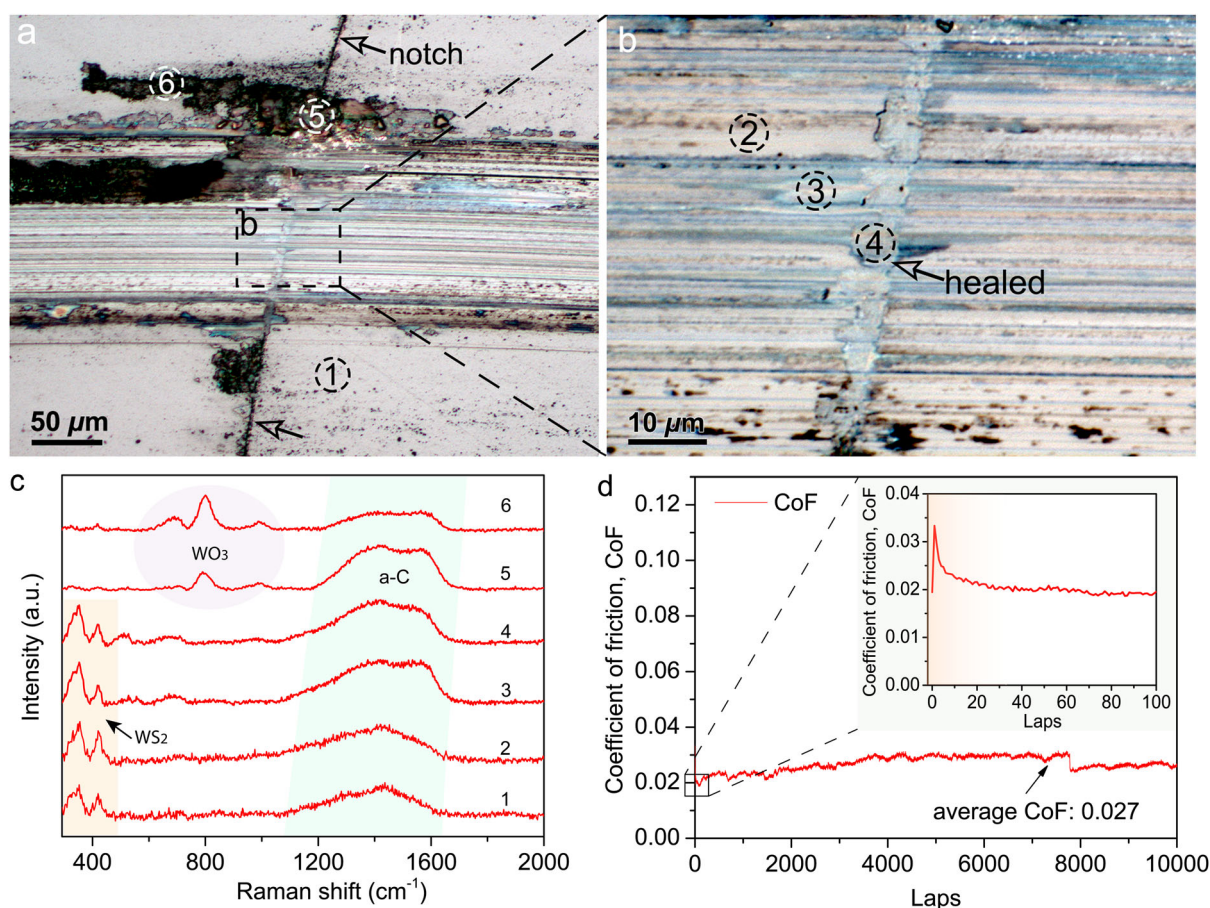 a
notch
6
5
b
1
50 µm
b
2
3
4
healed
10 µm
c
Intensity (a.u.)
6
WO3
5
a-C
4
3
WS2
2
1
400 800 1200 1600 2000
Raman shift (cm-1)
d
Coefficient of friction, CoF
0.13
0.12
0.10
0.08
0.06
0.04
0.03
0.02
0.00
CoF
Coefficient of friction, CoF
0.04
0.03
0.02
0.01
0.00
0 20 40 60 80 100
Laps
average CoF: 0.027
0 2000 4000 6000 8000 10000
Laps